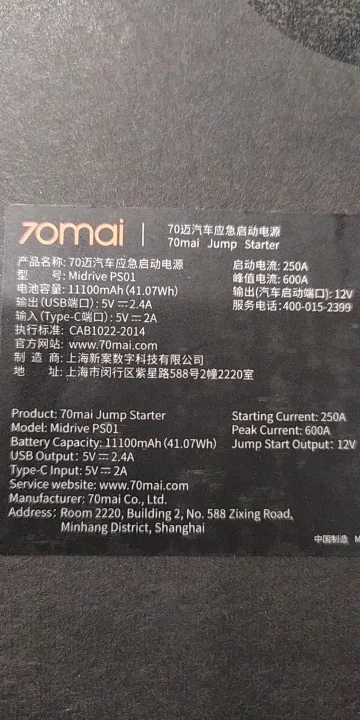 70mai
70迈汽车应急启动电源
70mai Jump Starter
产品名称: 70迈汽车应急启动电源
型 号: Midrive PS01
电池容量: 11100mAh (41.07Wh)
输出(USB端口) : 5V⎓2.4A
输入(Type-C端口) : 5V⎓2A
执行标准: CAB1022-2014
官方网站: www.70mai.com
制 造 商: 上海新案数字科技有限公司
地 址: 上海市闵行区紫星路588号2幢2220室
启动电流: 250A
峰值电流: 600A
输出(汽车启动端口): 12V
服务电话:400-015-2399
Product: 70mai Jump Starter
Model: Midrive PS01
Battery Capacity: 11100mAh (41.07Wh)
USB Output: 5V⎓2.4A
Type-C Input: 5V⎓2A
Service website: www.70mai.com
Manufacturer: 70mai Co., Ltd.
Address: Room 2220, Building 2, No. 588 Zixing Road,
Minhang District, Shanghai
Starting Current: 250A
Peak Current: 600A
Jump Start Output: 12V
中国制造 M